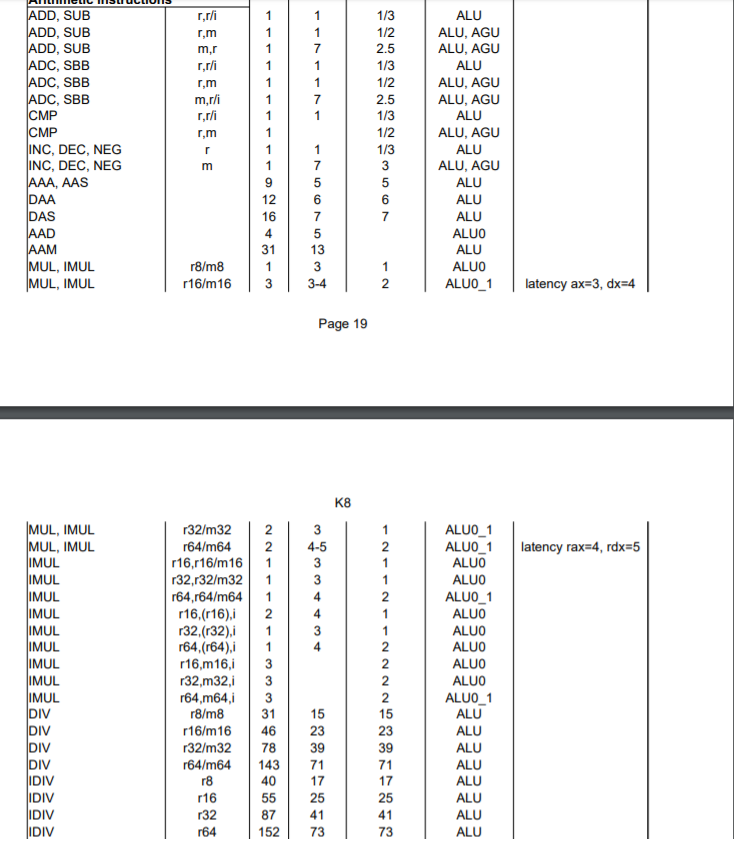 Arithmetic instructions
ADD, SUB r,r/i 1 1 1/3 ALU
ADD, SUB r,m 1 1 1/2 ALU, AGU
ADD, SUB m,r 1 7 2.5 ALU, AGU
ADC, SBB r,r/i 1 1 1/3 ALU
ADC, SBB r,m 1 1 1/2 ALU, AGU
ADC, SBB m,r/i 1 7 2.5 ALU, AGU
CMP r,r/i 1 1 1/3 ALU
CMP r,m 1 1/2 ALU, AGU
INC, DEC, NEG r 1 1 1/3 ALU
INC, DEC, NEG m 1 7 3 ALU, AGU
AAA, AAS 9 5 5 ALU
DAA 12 6 6 ALU
DAS 16 7 7 ALU
AAD 4 5 ALU0
AAM 31 13 ALU
MUL, IMUL r8/m8 1 3 1 ALU0
MUL, IMUL r16/m16 3 3-4 2 ALU0_1 latency ax=3, dx=4
Page 19
K8
MUL, IMUL r32/m32 2 3 1 ALU0_1
MUL, IMUL r64/m64 2 4-5 2 ALU0_1 latency rax=4, rdx=5
IMUL r16,r16/m16 1 3 1 ALU0
IMUL r32,r32/m32 1 3 1 ALU0
IMUL r64,r64/m64 1 4 2 ALU0_1
IMUL r16,(r16),i 2 4 1 ALU0
IMUL r32,(r32),i 1 3 1 ALU0
IMUL r64,(r64),i 1 4 2 ALU0
IMUL r16,m16,i 3 2 ALU0
IMUL r32,m32,i 3 2 ALU0
IMUL r64,m64,i 3 2 ALU0_1
DIV r8/m8 31 15 15 ALU
DIV r16/m16 46 23 23 ALU
DIV r32/m32 78 39 39 ALU
DIV r64/m64 143 71 71 ALU
IDIV r8 40 17 17 ALU
IDIV r16 55 25 25 ALU
IDIV r32 87 41 41 ALU
IDIV r64 152 73 73 ALU